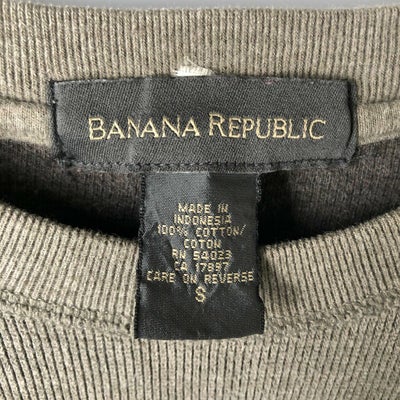 BANANA REPUBLIC
MADE IN
INDONESIA
100% COTTON/
COTON
RN 54023
CA 17897
CARE ON REVERSE
S